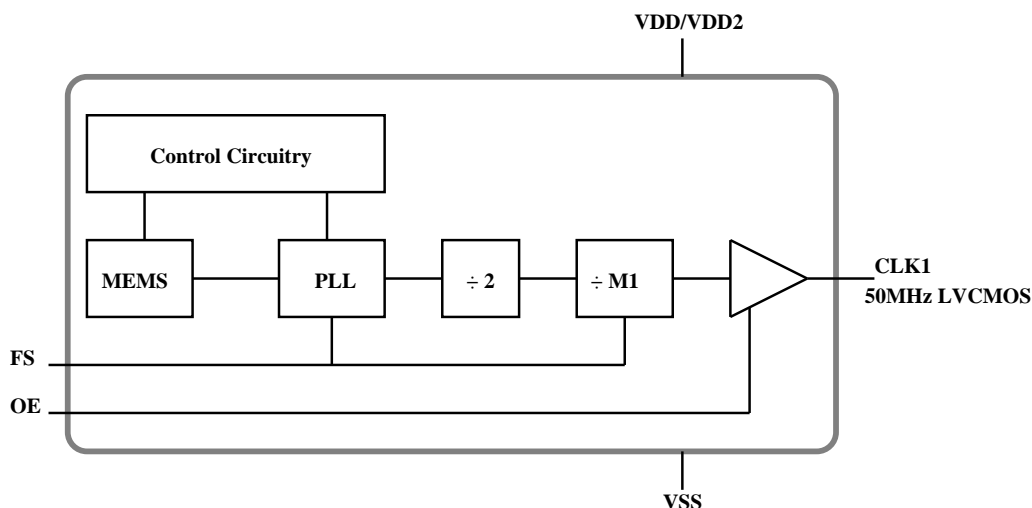 VDD/VDD2
Control Circuitry
MEMS
PLL
÷ 2
÷ M1
CLK1
50MHz LVCMOS
FS
OE
VSS